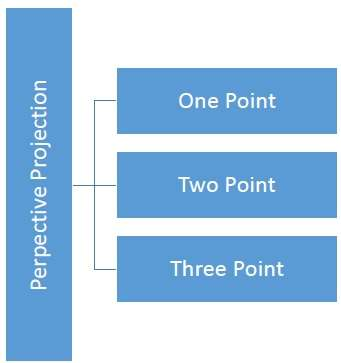 Perpective Projection
One Point
Two Point
Three Point